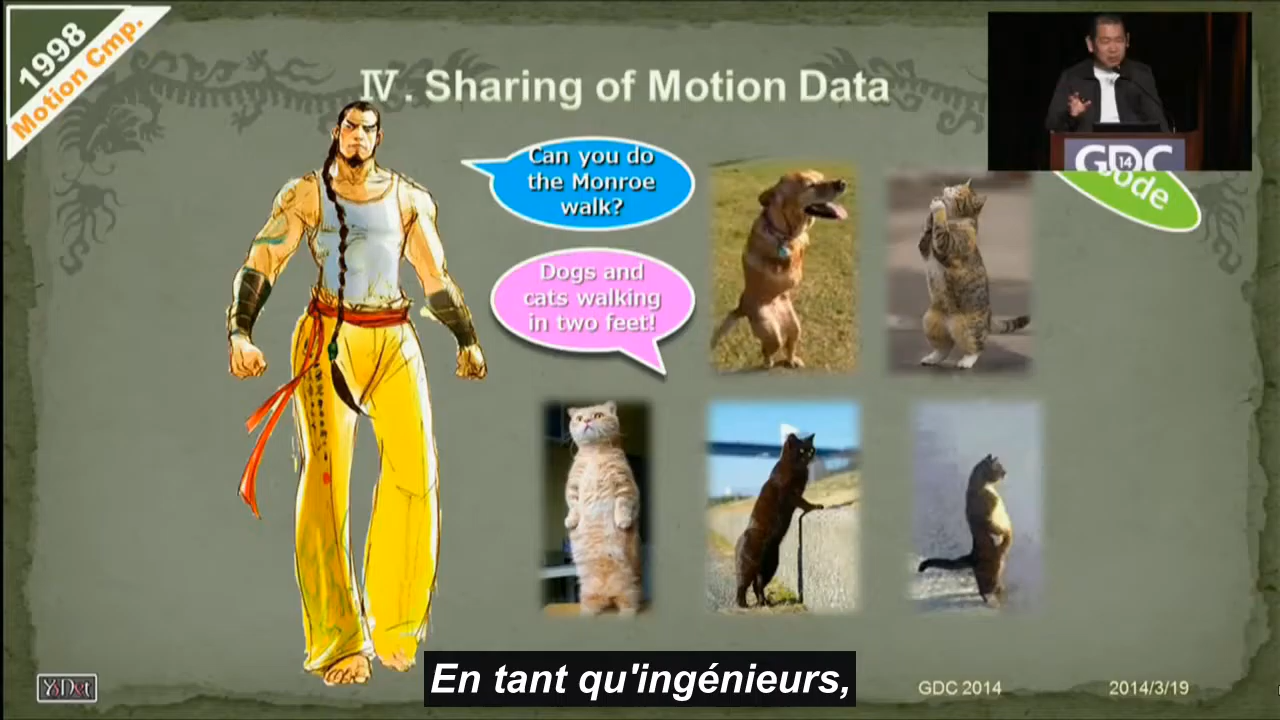 1998
Motion Cmp.
Ⅳ. Sharing of Motion Data
GDC
14
Can you do
the Monroe
walk?
Dogs and
cats walking
in two feet!
YSNet
En tant qu'ingénieurs,
GDC 2014
2014/3/19